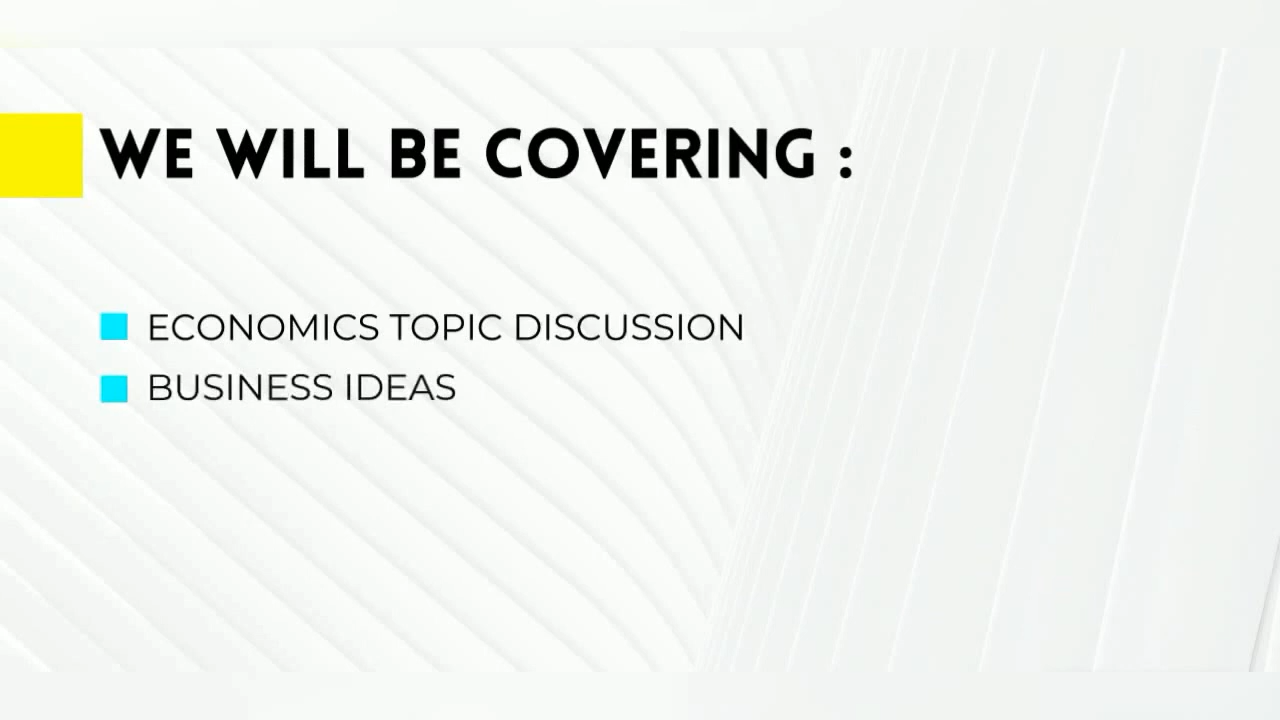 WE WILL BE COVERING :
ECONOMICS TOPIC DISCUSSION
BUSINESS IDEAS